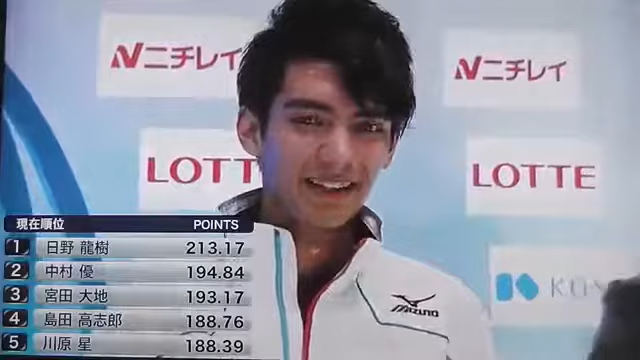 ニチレイ
ニチレイ
LOTTE
LOTTE
KOS
MIZUNO
現在順位 POINTS
1 日野 龍樹 213.17
2 中村 優 194.84
3 宮田 大地 193.17
4 島田 高志郎 188.76
5 川原 星 188.39